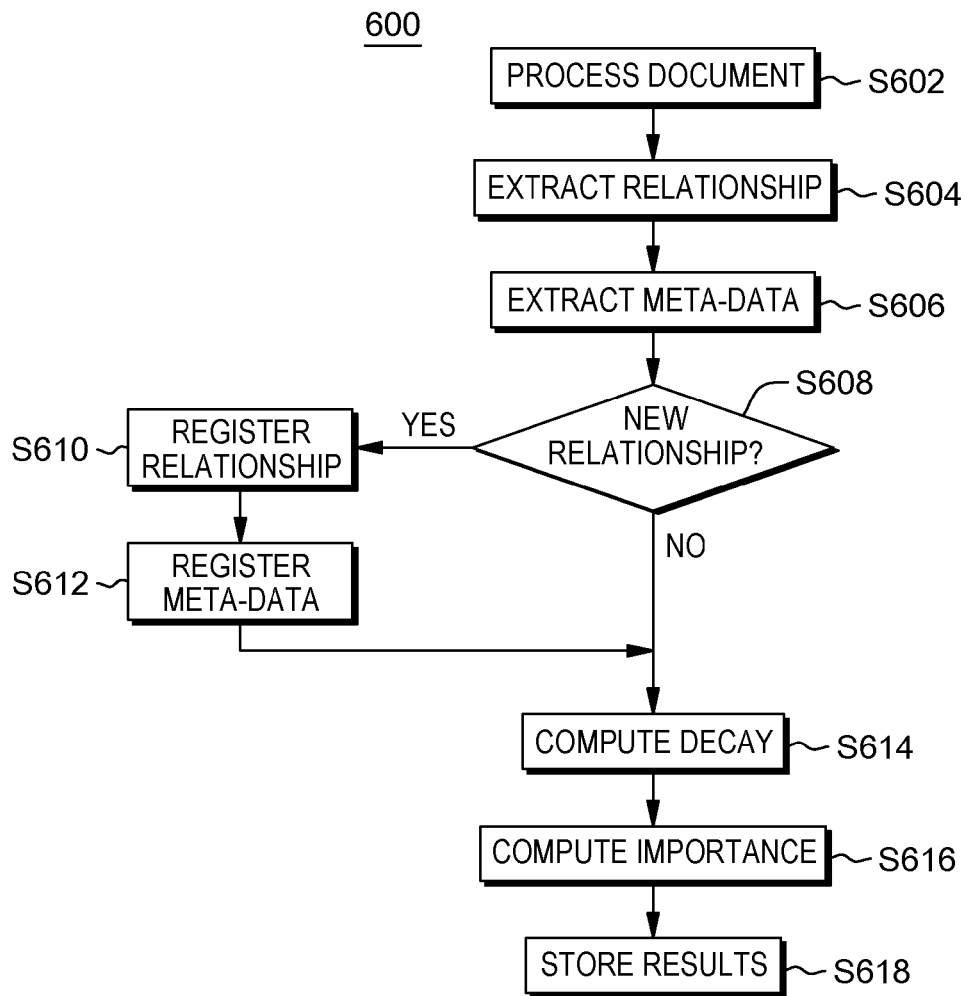 600
PROCESS DOCUMENT
S602
EXTRACT RELATIONSHIP
S604
EXTRACT META-DATA
S606
S608
NEW
RELATIONSHIP?
YES
REGISTER
RELATIONSHIP
S610
NO
REGISTER
META-DATA
S612
COMPUTE DECAY
S614
COMPUTE IMPORTANCE
S616
STORE RESULTS
S618